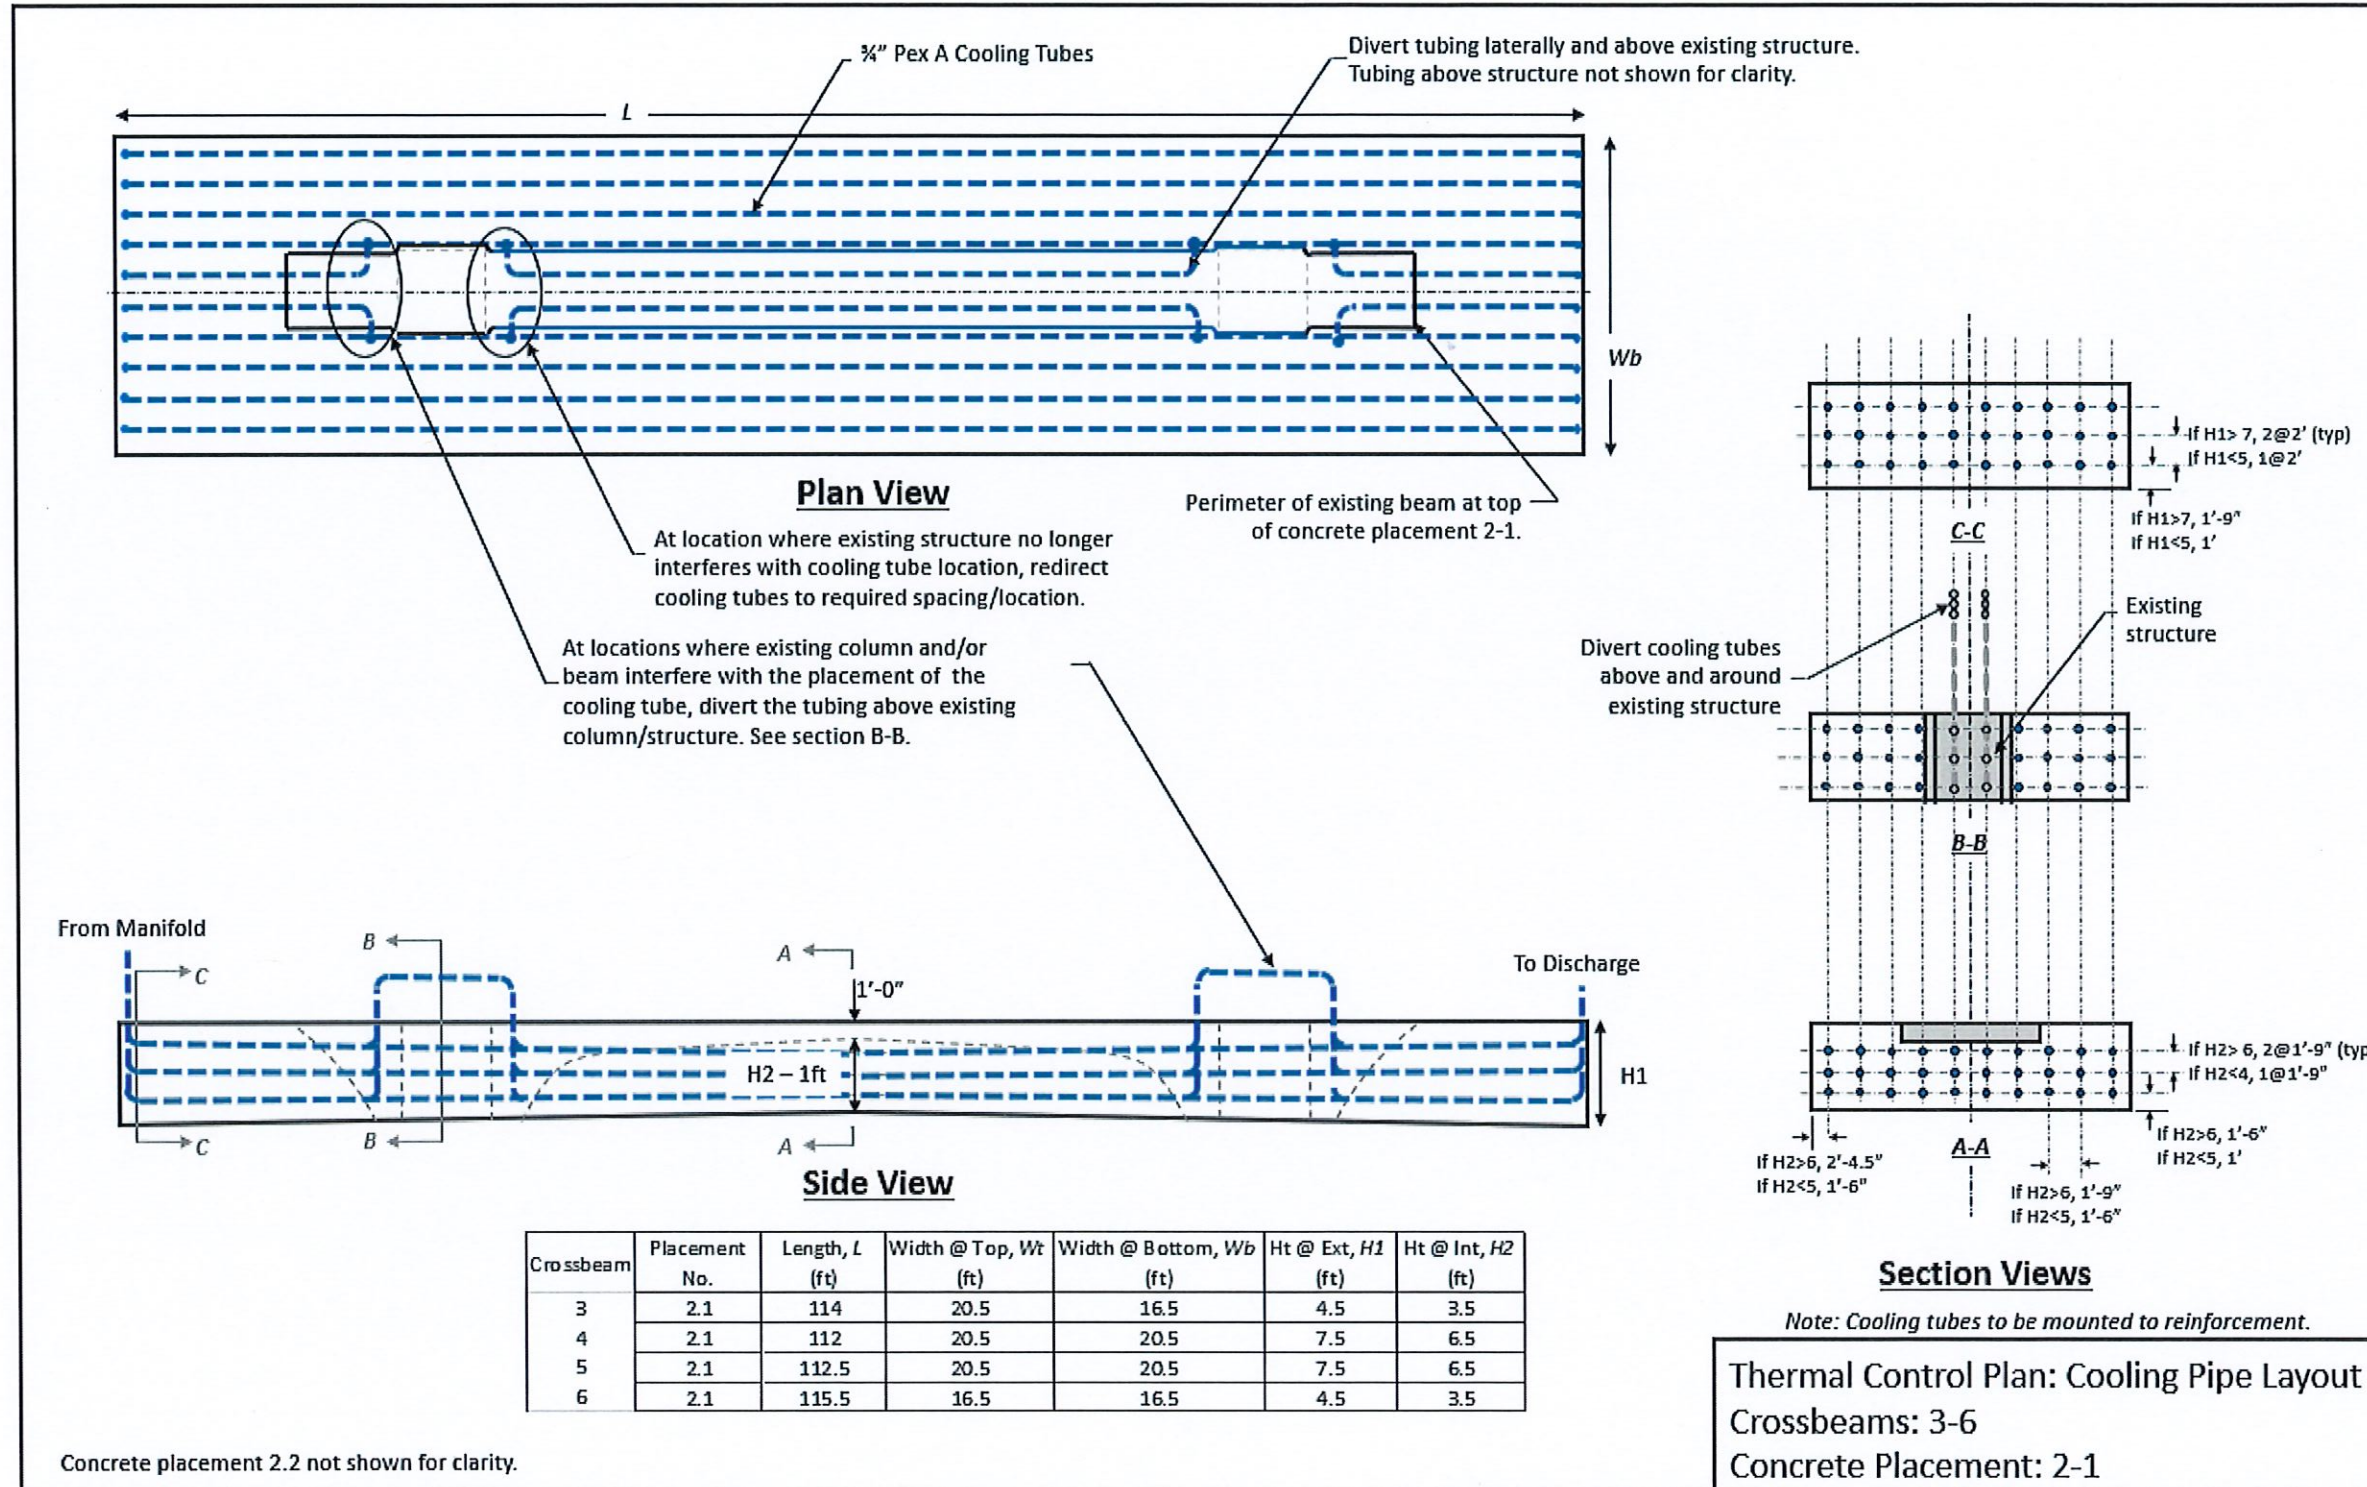 ¾” Pex A Cooling Tubes
Divert tubing laterally and above existing structure.
Tubing above structure not shown for clarity.
L
Wb
Plan View
Perimeter of existing beam at top
of concrete placement 2-1.
At location where existing structure no longer
interferes with cooling tube location, redirect
cooling tubes to required spacing/location.
At locations where existing column and/or
beam interfere with the placement of the
cooling tube, divert the tubing above existing
column/structure. See section B-B.
If H1> 7, 2@2' (typ)
If H1<5, 1@2'
If H1>7, 1'-9"
If H1<5, 1'
C-C
Existing
structure
Divert cooling tubes
above and around
existing structure
B-B
From Manifold
C
B
A
1'-0"
To Discharge
H2 – 1ft
H1
C
B
A
Side View
If H2> 6, 2@1'-9" (typ
If H2<4, 1@1'-9"
If H2>6, 1'-6"
If H2<5, 1'
A-A
If H2>6, 2'-4.5"
If H2<5, 1'-6"
If H2>6, 1'-9"
If H2<5, 1'-6"
Section Views
Note: Cooling tubes to be mounted to reinforcement.
Crossbeam Placement No. Length, L (ft) Width @ Top, Wt (ft) Width @ Bottom, Wb (ft) Ht @ Ext, H1 (ft) Ht @ Int, H2 (ft)
3 2.1 114 20.5 16.5 4.5 3.5
4 2.1 112 20.5 20.5 7.5 6.5
5 2.1 112.5 20.5 20.5 7.5 6.5
6 2.1 115.5 16.5 16.5 4.5 3.5
Concrete placement 2.2 not shown for clarity.
Thermal Control Plan: Cooling Pipe Layout
Crossbeams: 3-6
Concrete Placement: 2-1